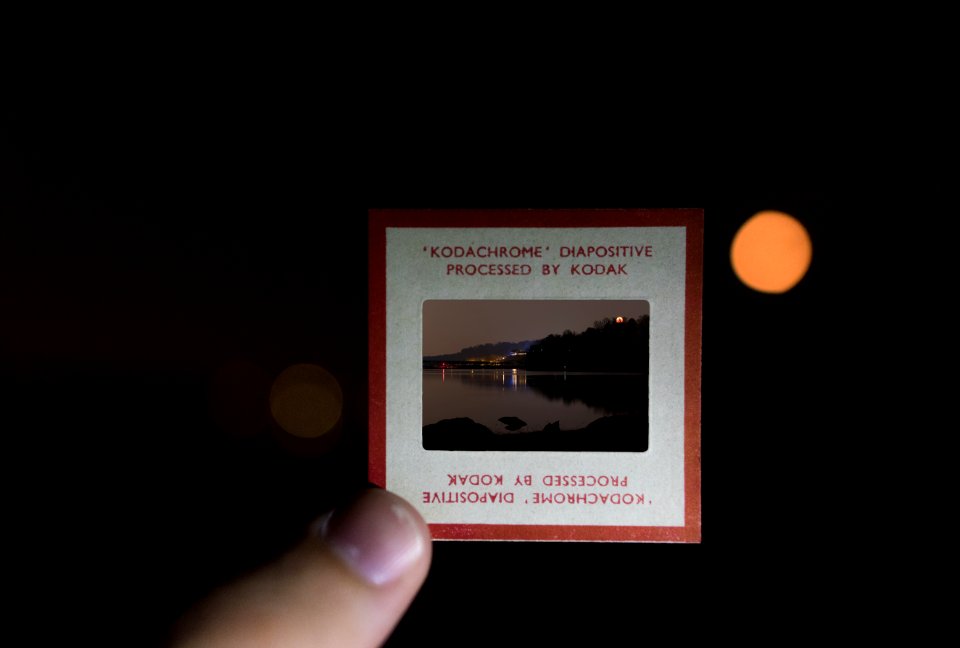 'KODACHROME' DIAPOSITIVE
PROCESSED BY KODAK
PROCESSED BY KODAK
'KODACHROME' DIAPOSITIVE